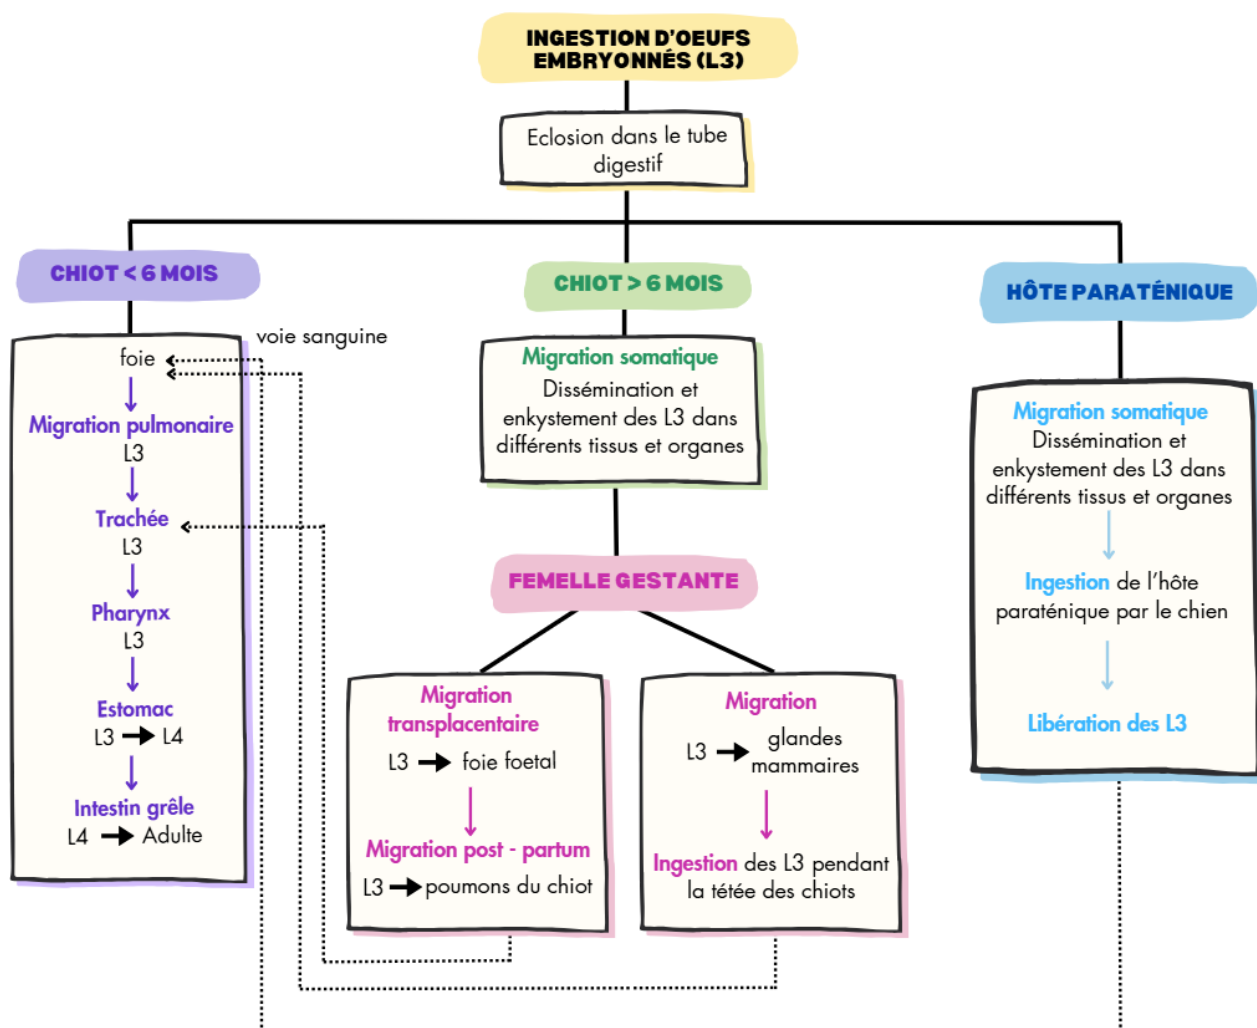 INGESTION D'OEUFS
EMBRYONNÉS (L3)
Eclosion dans le tube
digestif
CHIOT < 6 MOIS
voie sanguine
foie
Migration pulmonaire
L3
Trachée
L3
Pharynx
L3
Estomac
L3 → L4
Intestin grêle
L4 → Adulte
CHIOT > 6 MOIS
Migration somatique
Dissémination et
enkystement des L3 dans
différents tissus et organes
FEMELLE GESTANTE
Migration
transplacentaire
L3 → foie foetal
Migration post - partum
L3 → poumons du chiot
Migration
L3 → glandes
mammaires
Ingestion des L3 pendant
la tétée des chiots
HÔTE PARATÉNIQUE
Migration somatique
Dissémination et
enkystement des L3 dans
différents tissus et organes
Ingestion de l'hôte
paraténique par le chien
Libération des L3